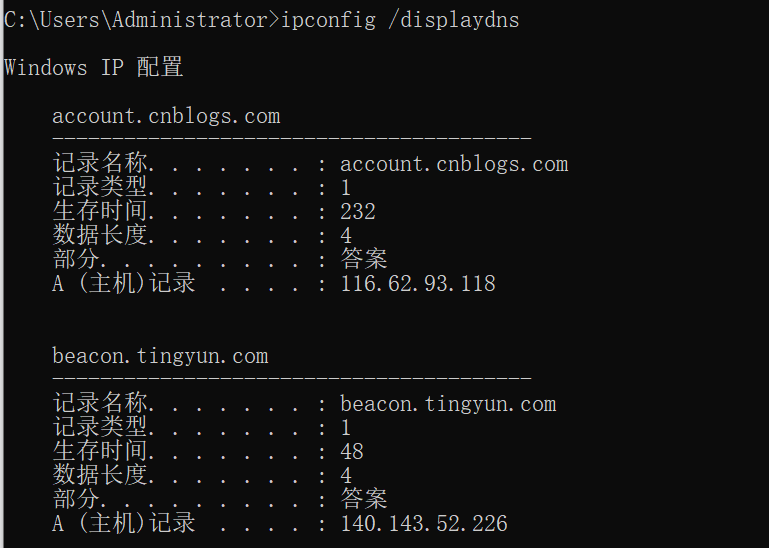 C:\Users\Administrator>ipconfig /displaydns
Windows IP 配置
account.cnblogs.com
----------------------------------------
记录名称. . . . . . . : account.cnblogs.com
记录类型. . . . . . . : 1
生存时间. . . . . . . : 232
数据长度. . . . . . . : 4
部分. . . . . . . . . : 答案
A (主机)记录  . . . . : 116.62.93.118
beacon.tingyun.com
----------------------------------------
记录名称. . . . . . . : beacon.tingyun.com
记录类型. . . . . . . : 1
生存时间. . . . . . . : 48
数据长度. . . . . . . : 4
部分. . . . . . . . . : 答案
A (主机)记录  . . . . : 140.143.52.226